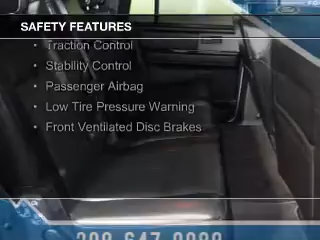 SAFETY FEATURES
• Traction Control
• Stability Control
• Passenger Airbag
• Low Tire Pressure Warning
• Front Ventilated Disc Brakes